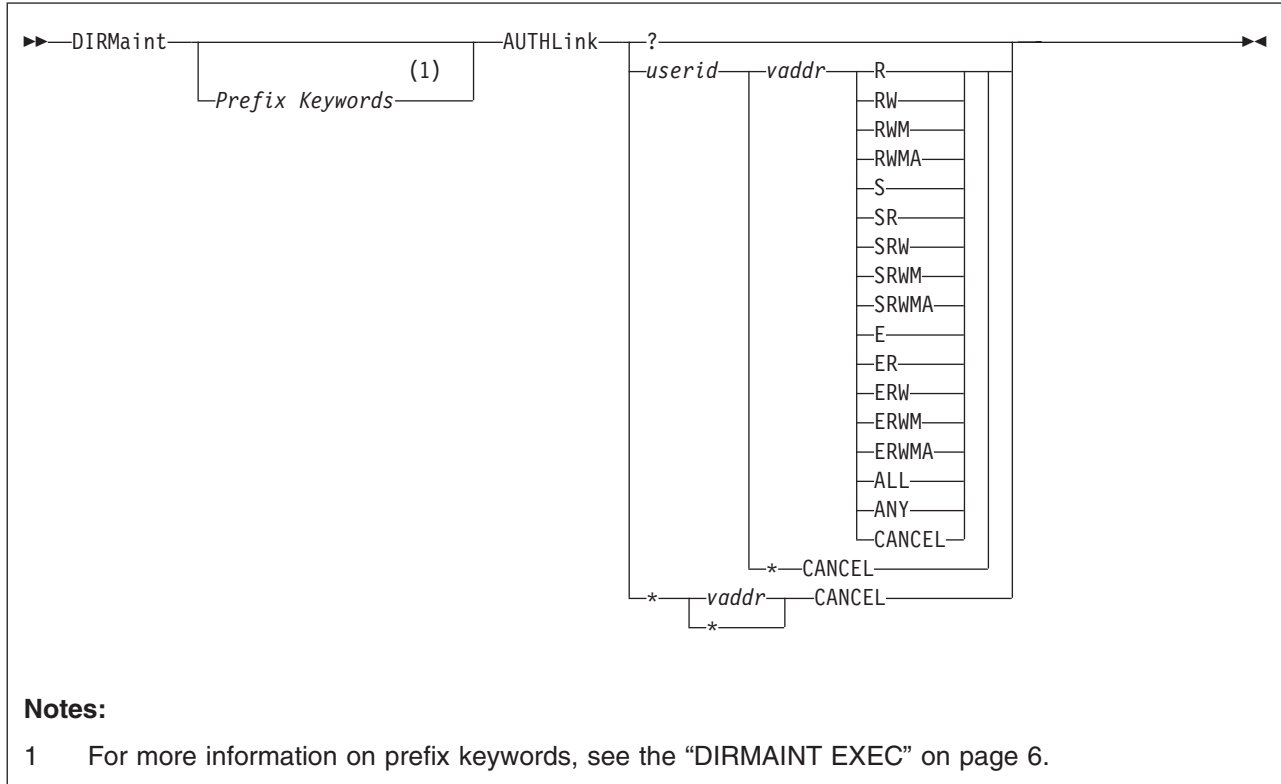 ►►—DIRMaint—AUTHLink—?—►◄
(1)
Prefix Keywords
userid—vaddr—R
RW
RWM
RWMA
S
SR
SRW
SRWM
SRWMA
E
ER
ERW
ERWM
ERWMA
ALL
ANY
CANCEL
*—CANCEL
*—vaddr—CANCEL
*
Notes:
1 For more information on prefix keywords, see the “DIRMAINT EXEC” on page 6.